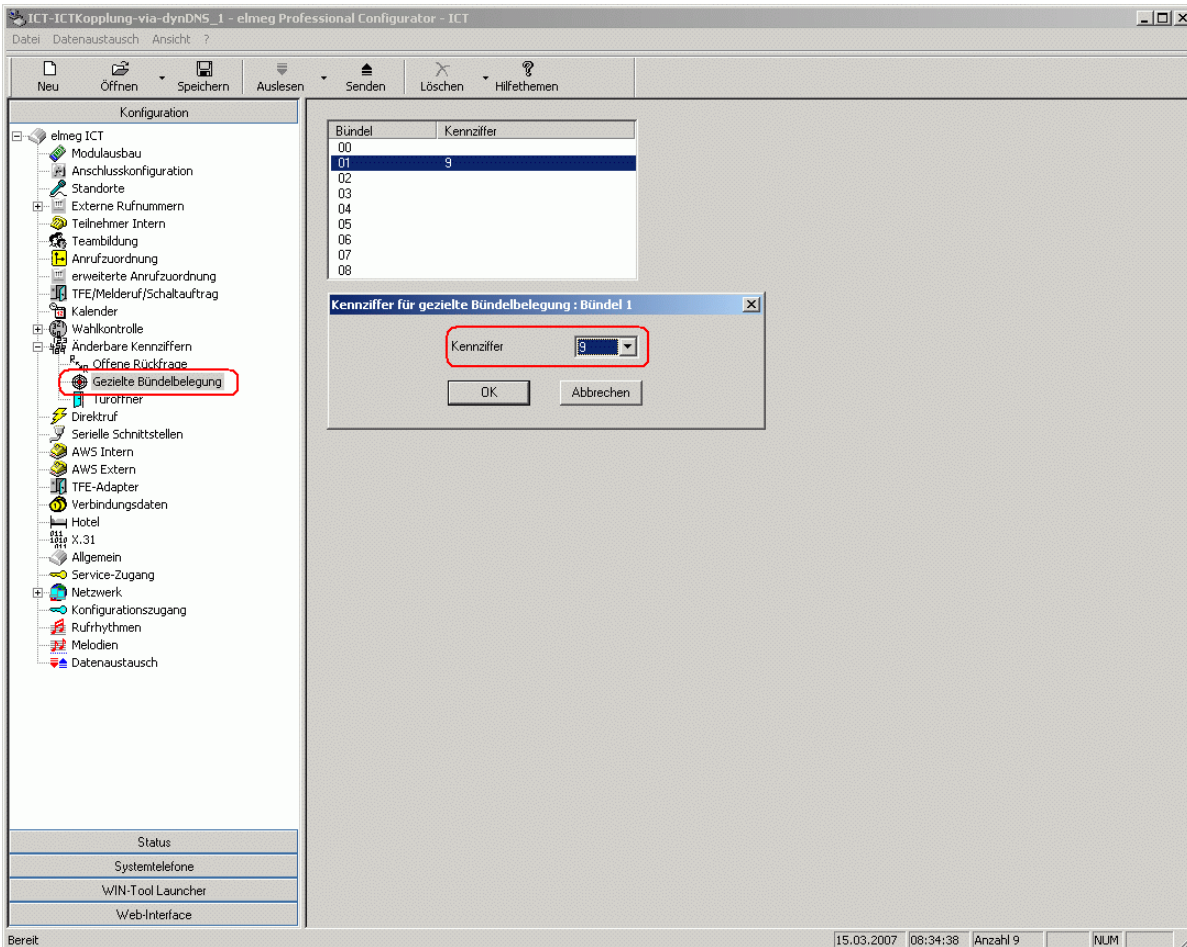 ICT-ICTKopplung-via-dynDNS_1 - elmeg Professional Configurator - ICT
Datei Datenaustausch Ansicht ?
Neu Öffnen Speichern Auslesen Senden Löschen Hilfethemen
Konfiguration
elmeg ICT
Modulausbau
Anschlusskonfiguration
Standorte
Externe Rufnummern
Teilnehmer Intern
Teambildung
Anrufzuordnung
erweiterte Anrufzuordnung
TFE/Melderuf/Schaltauftrag
Kalender
Wahlkontrolle
Änderbare Kennziffern
Offene Rückfrage
Gezielte Bündelbelegung
Türöffner
Direktruf
Serielle Schnittstellen
AWS Intern
AWS Extern
TFE-Adapter
Verbindungsdaten
Hotel
X.31
Allgemein
Service-Zugang
Netzwerk
Konfigurationszugang
Rufrhythmen
Melodien
Datenaustausch
Status
Systemtelefone
WIN-Tool Launcher
Web-Interface
Bündel Kennziffer
00
01 9
02
03
04
05
06
07
08
Kennziffer für gezielte Bündelbelegung : Bündel 1
Kennziffer 9
OK Abbrechen
Bereit 15.03.2007 08:34:38 Anzahl 9 NUM